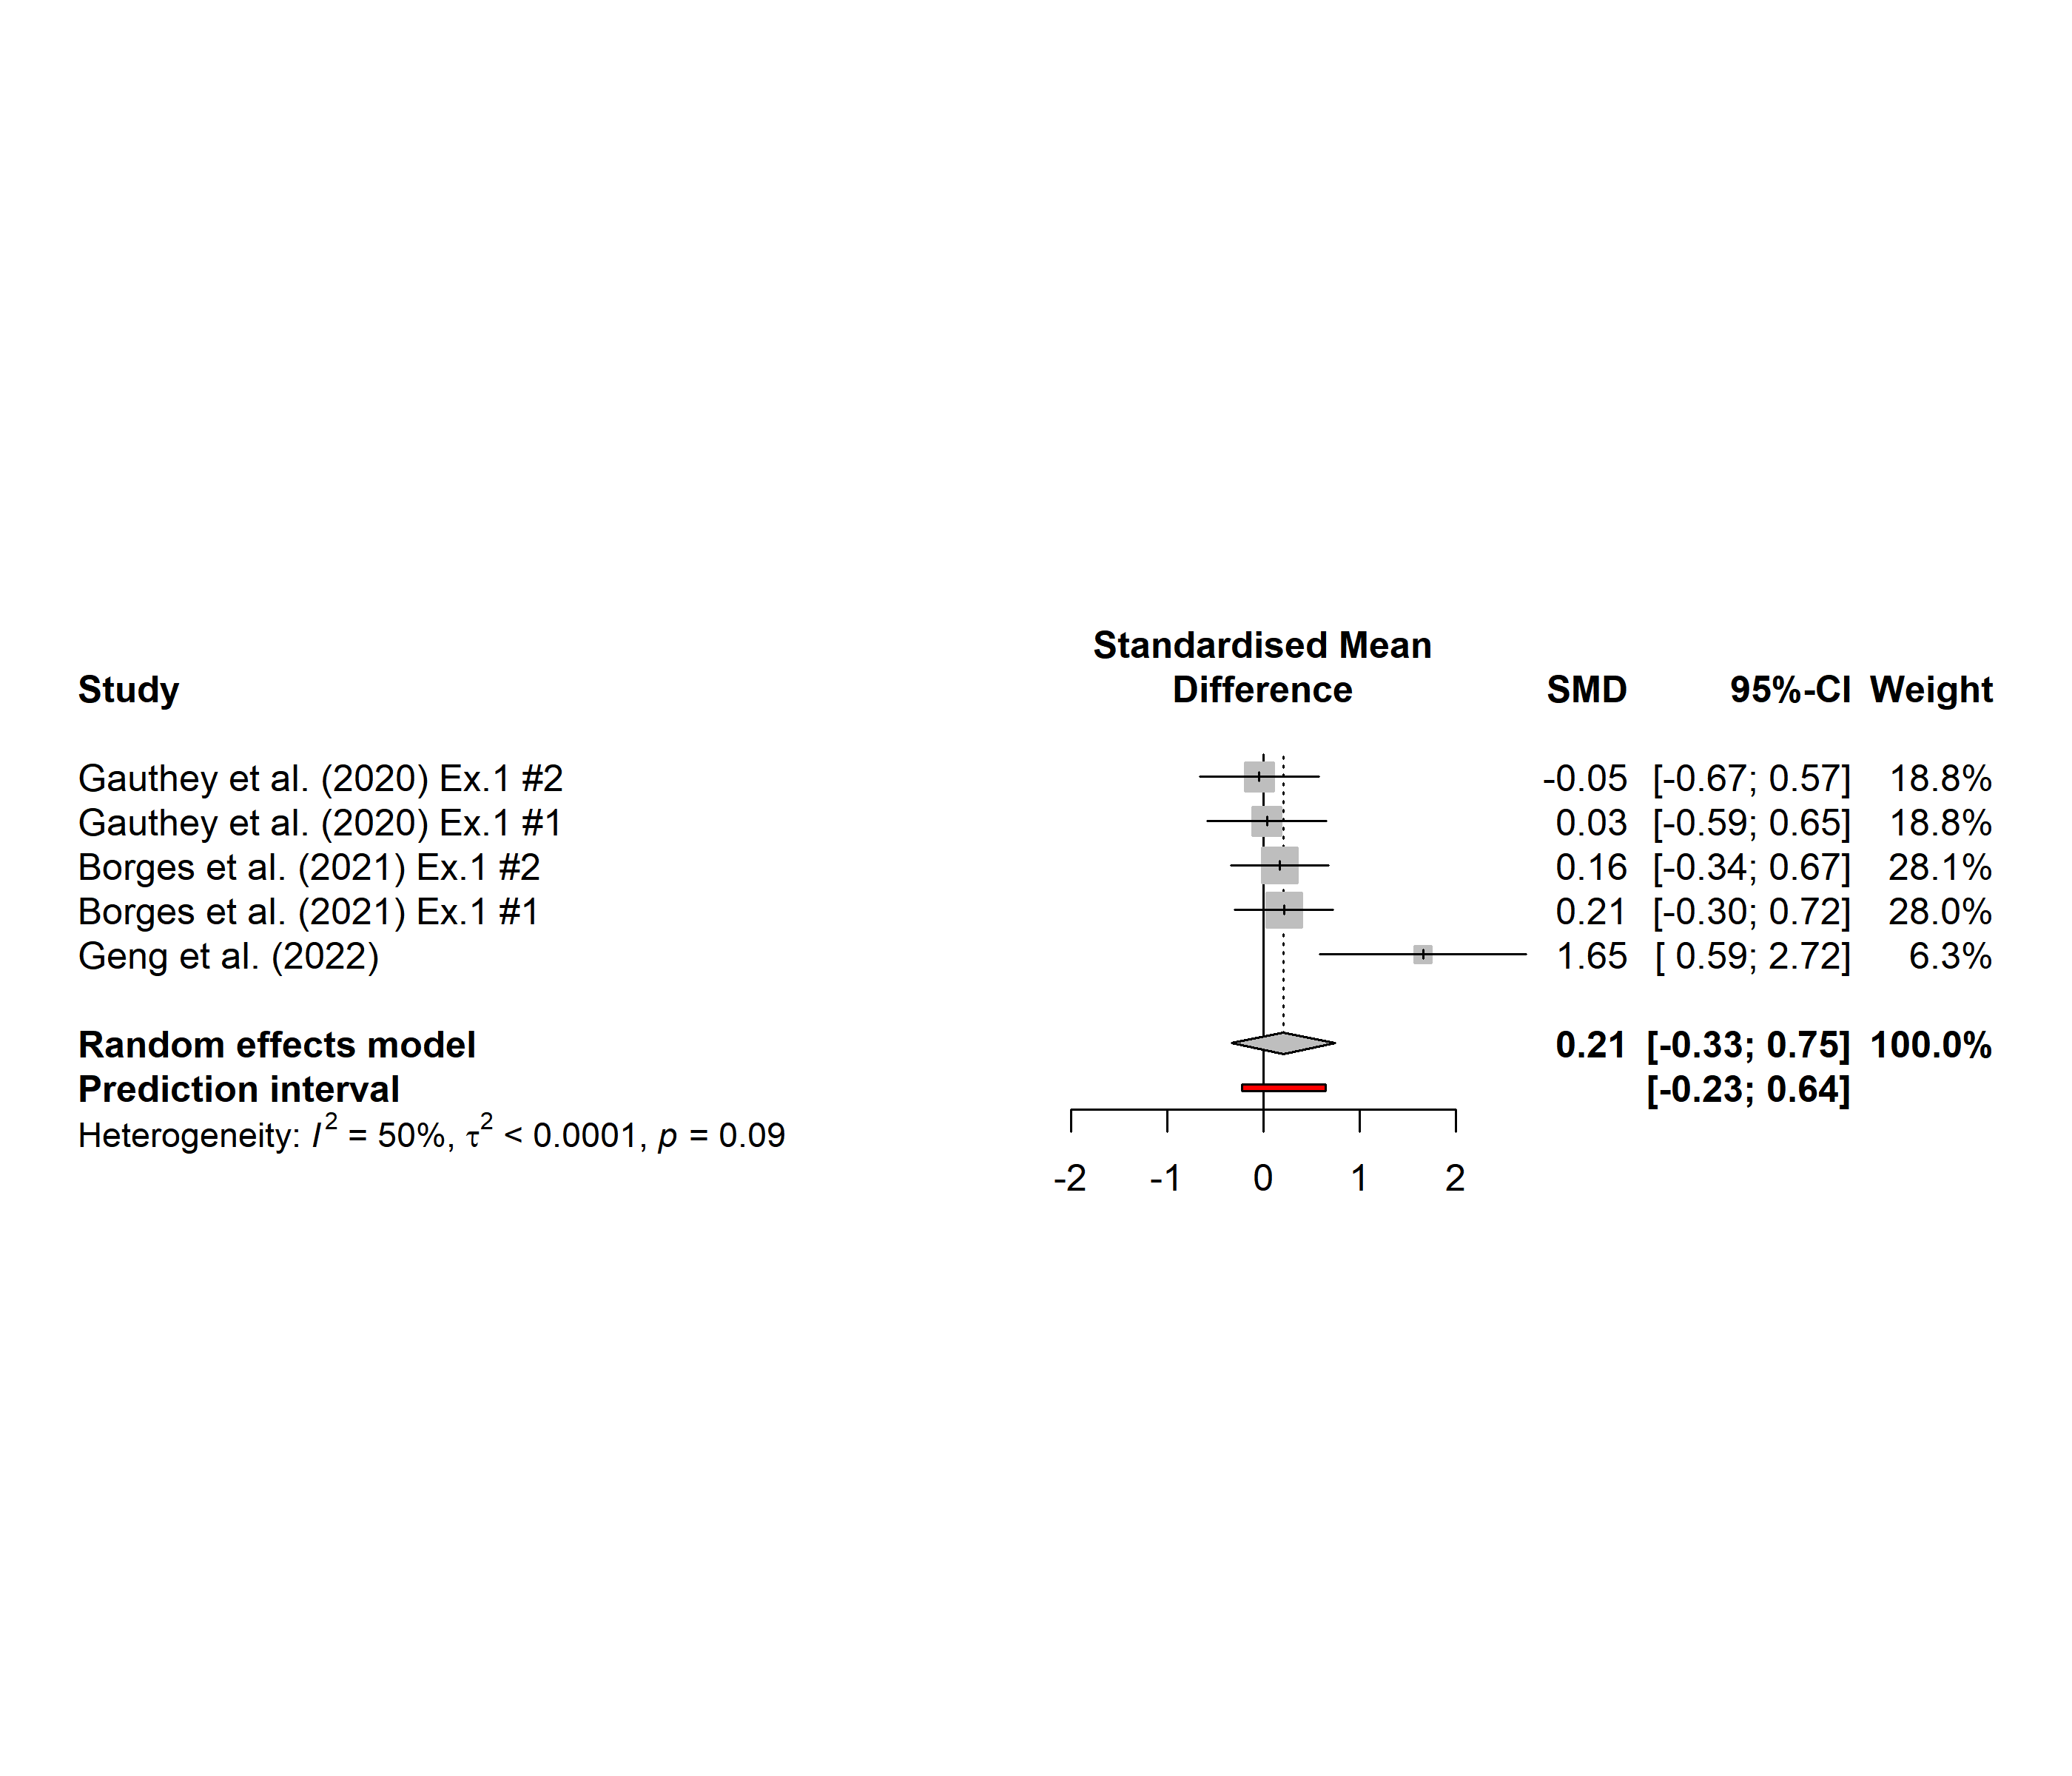 Standardised Mean
Study Difference SMD 95%-CI Weight
Gauthey et al. (2020) Ex.1 #2 -0.05 [-0.67; 0.57] 18.8%
Gauthey et al. (2020) Ex.1 #1 0.03 [-0.59; 0.65] 18.8%
Borges et al. (2021) Ex.1 #2 0.16 [-0.34; 0.67] 28.1%
Borges et al. (2021) Ex.1 #1 0.21 [-0.30; 0.72] 28.0%
Geng et al. (2022) 1.65 [ 0.59; 2.72] 6.3%
Random effects model 0.21 [-0.33; 0.75] 100.0%
Prediction interval [-0.23; 0.64]
Heterogeneity: I² = 50%, τ² < 0.0001, p = 0.09
-2 -1 0 1 2